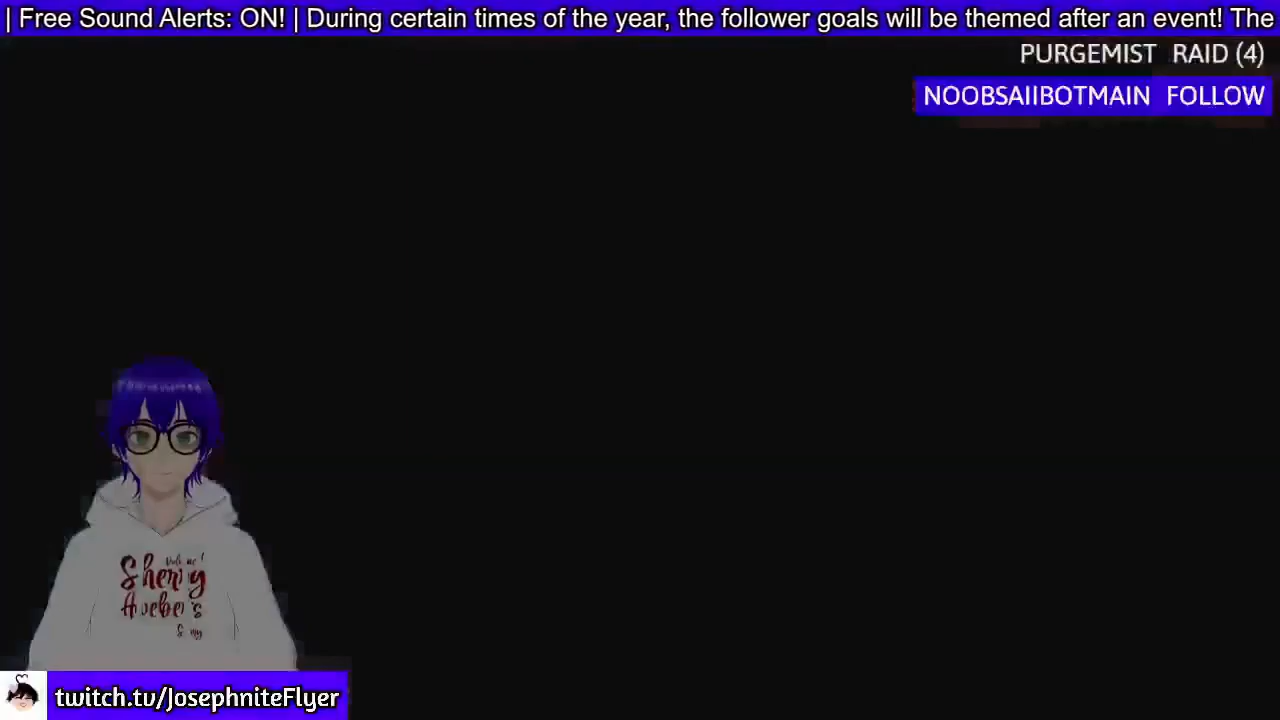 | Free Sound Alerts: ON! | During certain times of the year, the follower goals will be themed after an event! The
PURGEMIST RAID (4)
NOOBSAIIBOTMAIN FOLLOW
Sherry
twitch.tv/JosephniteFlyer